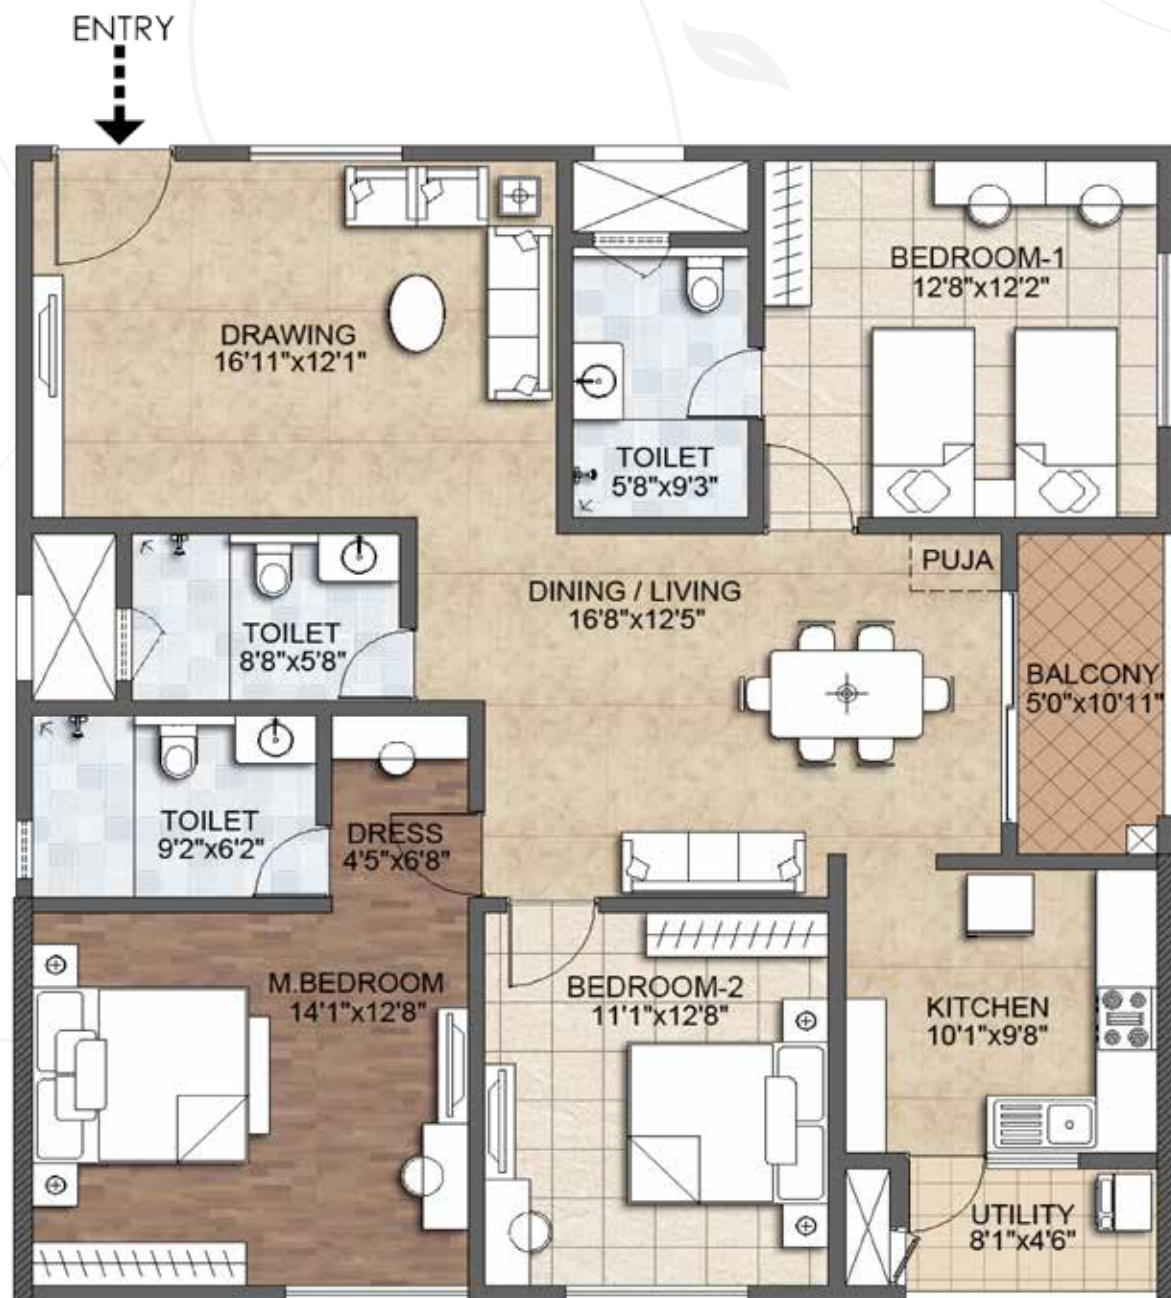 ENTRY
DRAWING
16'11"x12'1"
BEDROOM-1
12'8"x12'2"
TOILET
5'8"x9'3"
PUJA
DINING / LIVING
16'8"x12'5"
TOILET
8'8"x5'8"
BALCONY
5'0"x10'11"
TOILET
9'2"x6'2"
DRESS
4'5"x6'8"
M.BEDROOM
14'1"x12'8"
BEDROOM-2
11'1"x12'8"
KITCHEN
10'1"x9'8"
UTILITY
8'1"x4'6"